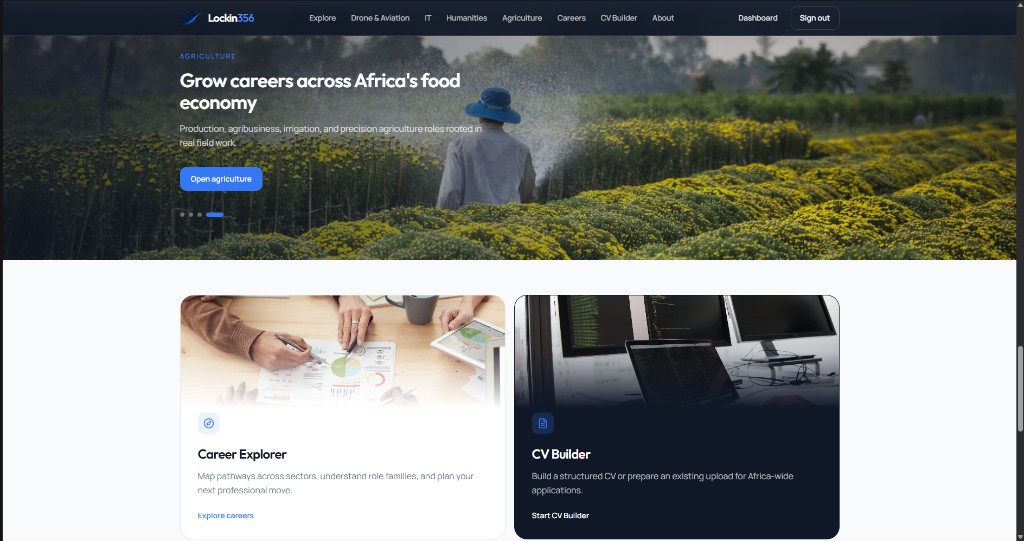 Lockin356
Explore
Drone & Aviation
IT
Humanities
Agriculture
Careers
CV Builder
About
Dashboard
Sign out
AGRICULTURE
Grow careers across Africa's food
economy
Production, agribusiness, irrigation, and precision agriculture roles rooted in
real field work.
Open agriculture
Career Explorer
Map pathways across sectors, understand role families, and plan your
next professional move.
Explore careers
CV Builder
Build a structured CV or prepare an existing upload for Africa-wide
applications.
Start CV Builder